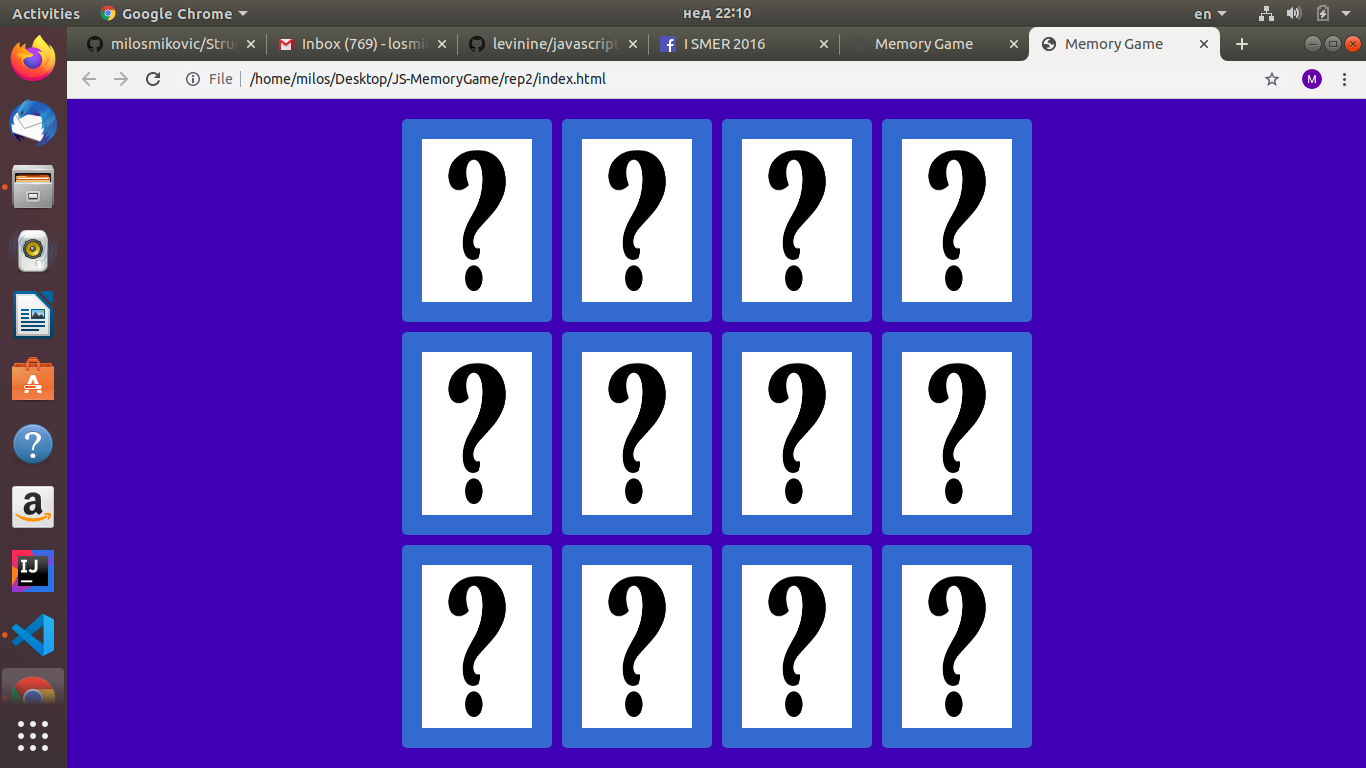 Activities Google Chrome нед 22:10 en
milosmikovic/Stru Inbox (769) - losmic levinine/javascript I SMER 2016 Memory Game Memory Game
File /home/milos/Desktop/JS-MemoryGame/rep2/index.html M
? ? ? ?
? ? ? ?
? ? ? ?
A
?
a
IJ